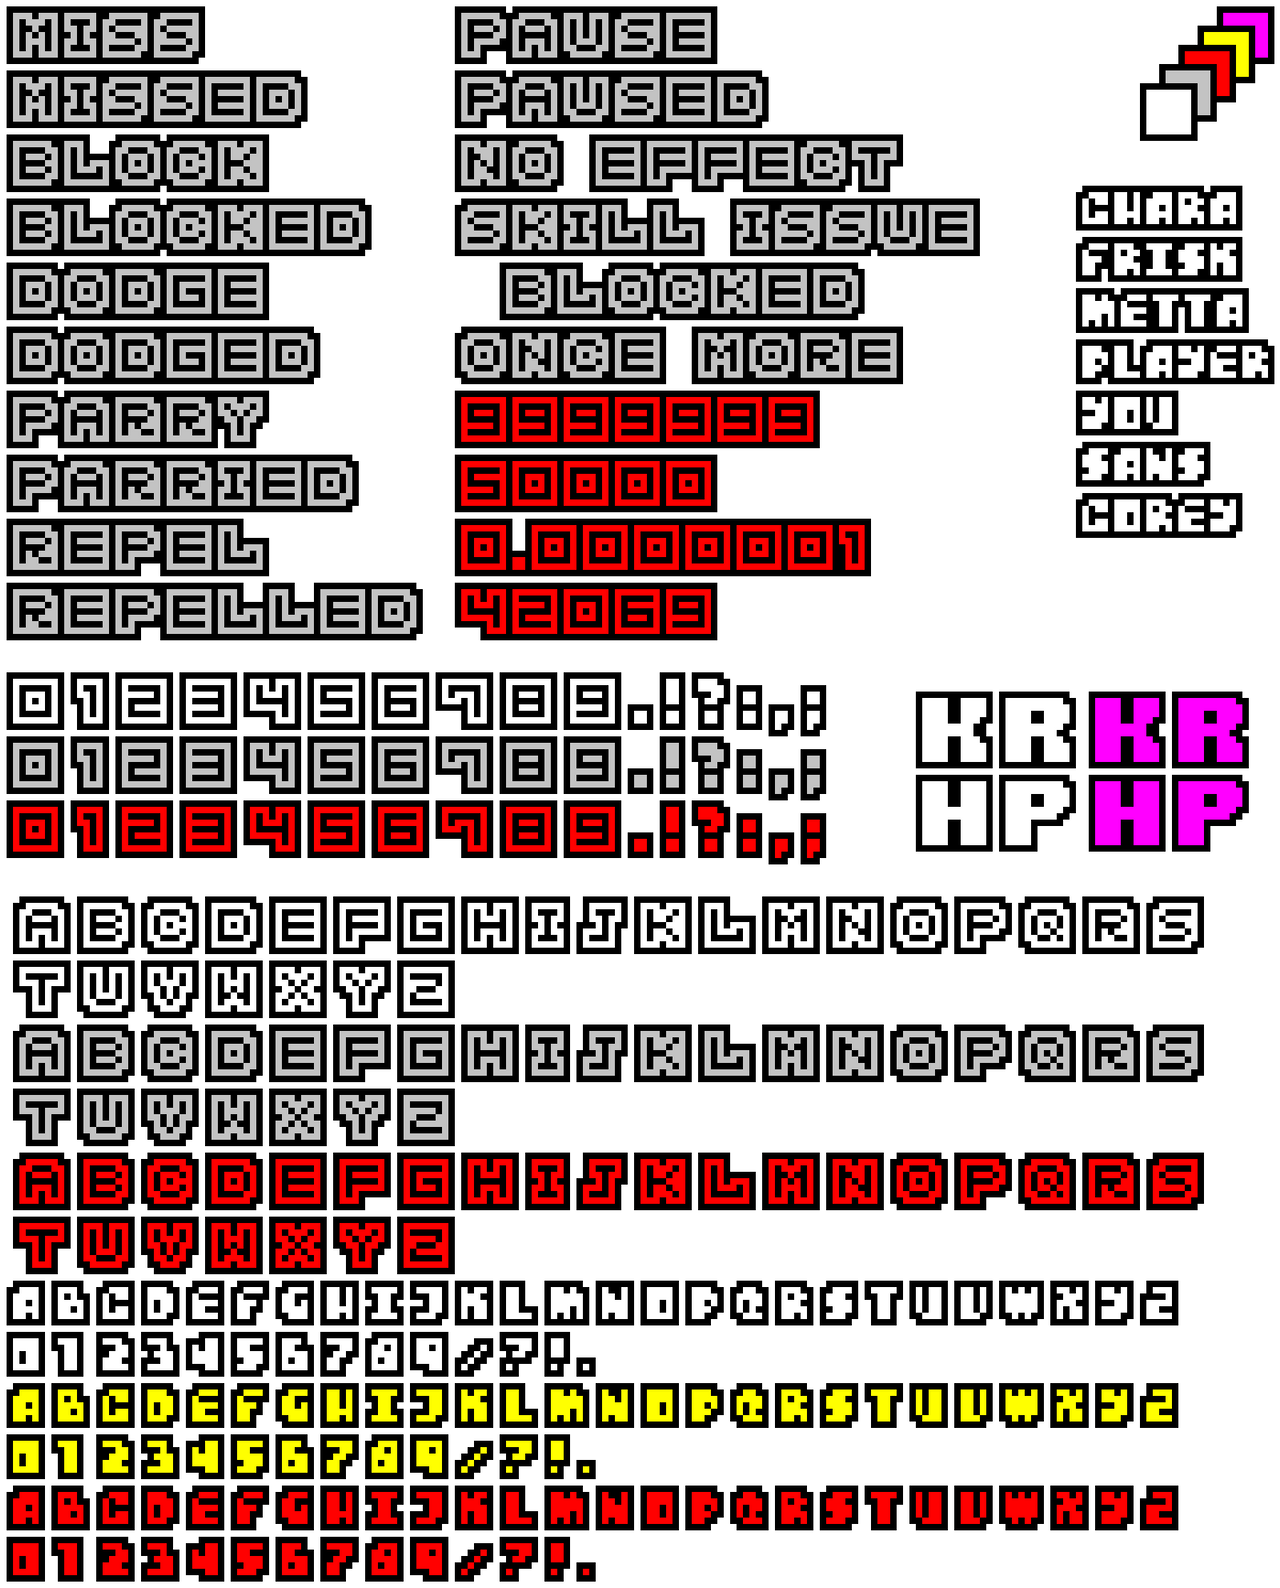 MISS
MISSED
BLOCK
BLOCKED
DODGE
DODGED
PARRY
PARRIED
REPEL
REPELLED
PAUSE
PAUSED
NO EFFECT
SKILL ISSUE
BLOCKED
ONCE MORE
9999999
50000
0.0000001
42069
CHARA
FRISK
METTA
PLAYER
YOU
SANS
COREY
0123456789.!?:,;
0123456789.!?:,;
0123456789.!?:,;
KR KR
HP HP
ABCDEFGHIJKLMNOPQRS
TUVWXYZ
ABCDEFGHIJKLMNOPQRS
TUVWXYZ
ABCDEFGHIJKLMNOPQRS
TUVWXYZ
ABCDEFGHIJKLMNOPQRSTUVWXYZ
0123456789/?!.
ABCDEFGHIJKLMNOPQRSTUVWXYZ
0123456789/?!.
ABCDEFGHIJKLMNOPQRSTUVWXYZ
0123456789/?!.